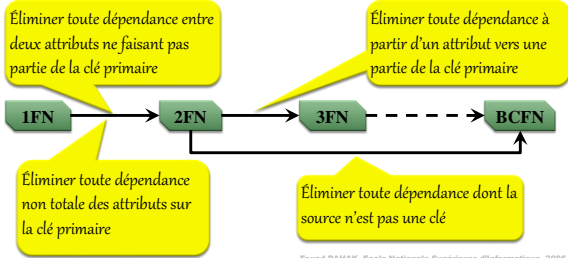 Éliminer toute dépendance entre
deux attributs ne faisant pas
partie de la clé primaire
Éliminer toute dépendance à
partir d'un attribut vers une
partie de la clé primaire
1FN
2FN
3FN
BCFN
Éliminer toute dépendance
non totale des attributs sur
la clé primaire
Éliminer toute dépendance dont la
source n'est pas une clé